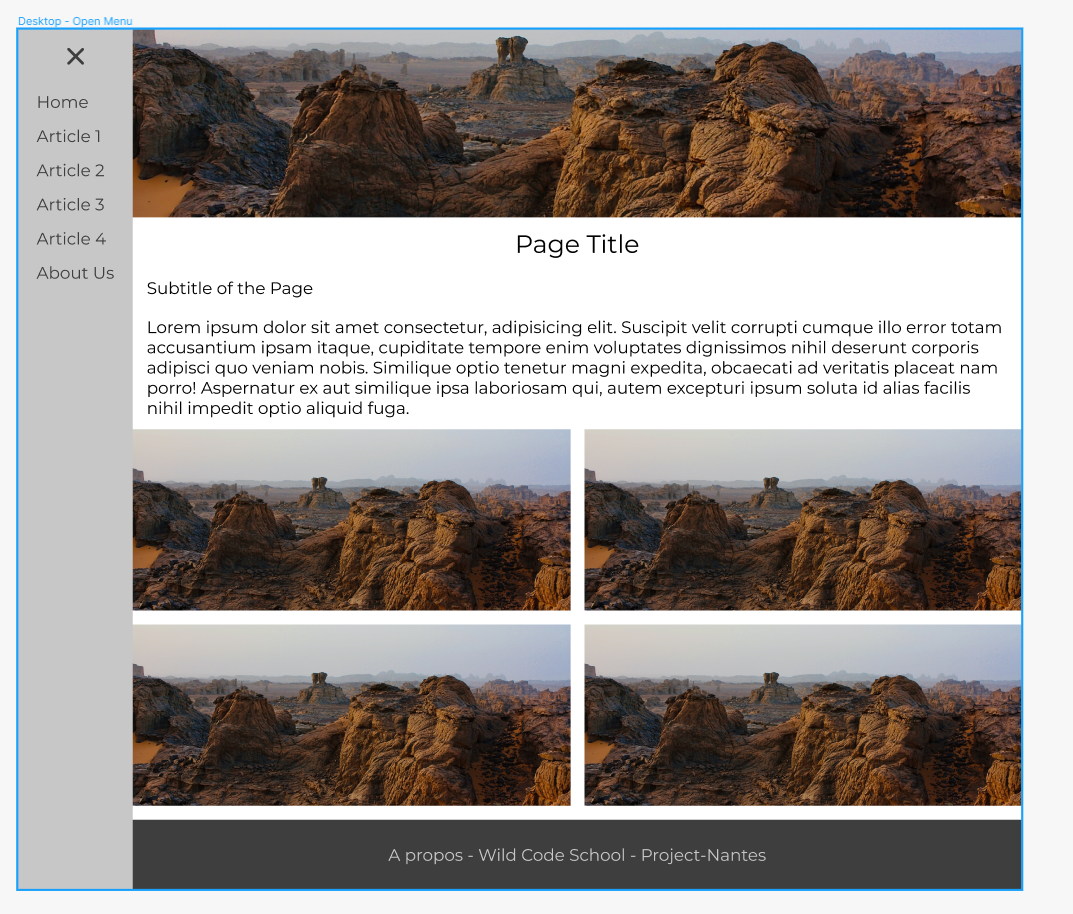 Desktop - Open Menu
Home
Article 1
Article 2
Article 3
Article 4
About Us
Page Title
Subtitle of the Page
Lorem ipsum dolor sit amet consectetur, adipisicing elit. Suscipit velit corrupti cumque illo error totam
accusantium ipsam itaque, cupiditate tempore enim voluptates dignissimos nihil deserunt corporis
adipisci quo veniam nobis. Similique optio tenetur magni expedita, obcaecati ad veritatis placeat nam
porro! Aspernatur ex aut similique ipsa laboriosam qui, autem excepturi ipsum soluta id alias facilis
nihil impedit optio aliquid fuga.
A propos - Wild Code School - Project-Nantes